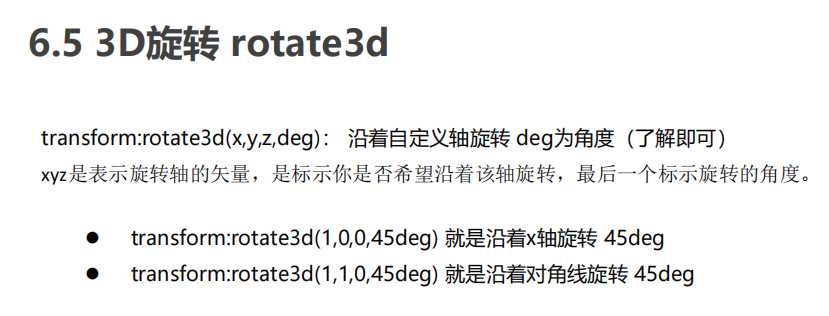 6.5 3D旋转 rotate3d
transform:rotate3d(x,y,z,deg)： 沿着自定义轴旋转 deg为角度（了解即可）
xyz是表示旋转轴的矢量，是标示你是否希望沿着该轴旋转，最后一个标示旋转的角度。
● transform:rotate3d(1,0,0,45deg) 就是沿着x轴旋转 45deg
● transform:rotate3d(1,1,0,45deg) 就是沿着对角线旋转 45deg